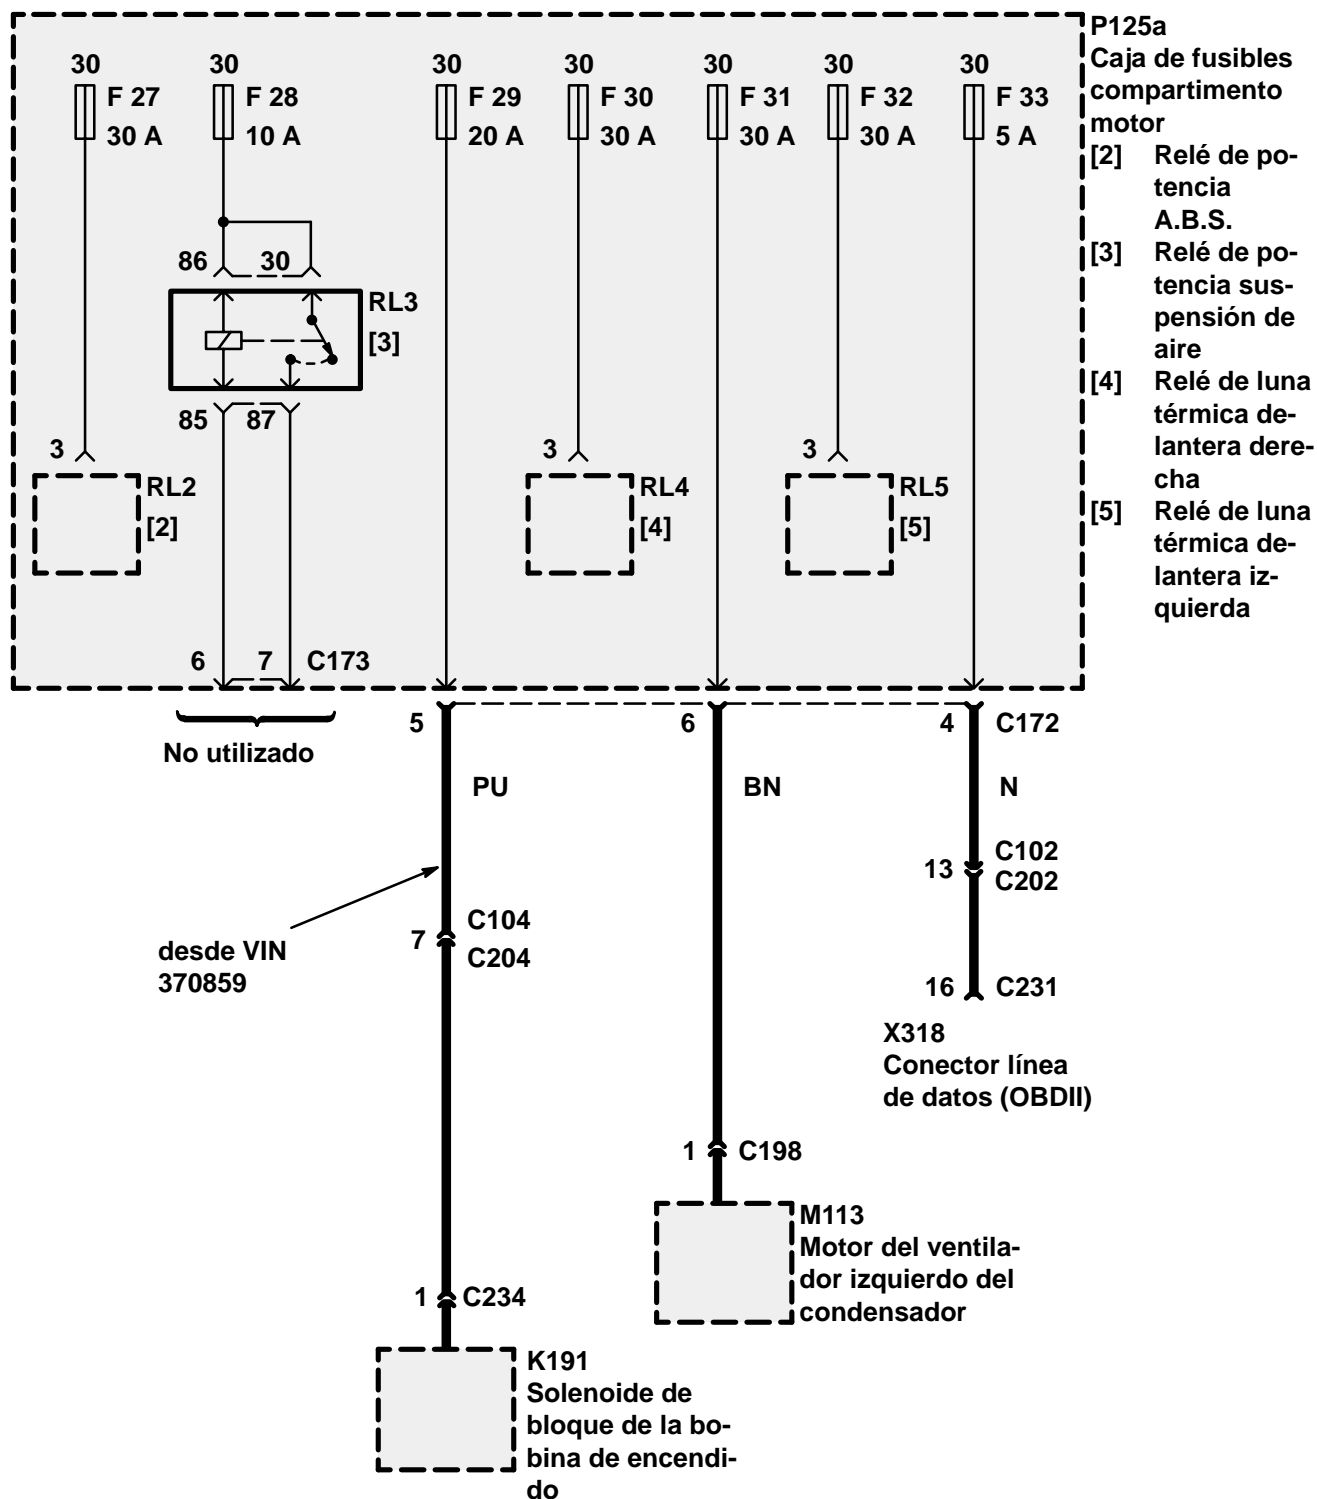 P125a
Caja de fusibles
compartimento
motor
[2] Relé de po-
tencia
A.B.S.
[3] Relé de po-
tencia sus-
pensión de
aire
[4] Relé de luna
térmica de-
lantera dere-
cha
[5] Relé de luna
térmica de-
lantera iz-
quierda
30 30 30 30 30 30 30
F 27 F 28 F 29 F 30 F 31 F 32 F 33
30 A 10 A 20 A 30 A 30 A 30 A 5 A
86 30
RL3
[3]
85 87
3 3 3
RL2 RL4 RL5
[2] [4] [5]
6 7 C173
No utilizado
5 6 4 C172
PU BN N
13 C102
C202
desde VIN
370859
7 C104
C204
16 C231
X318
Conector línea
de datos (OBDII)
1 C198
M113
Motor del ventila-
dor izquierdo del
condensador
1 C234
K191
Solenoide de
bloque de la bo-
bina de encendi-
do